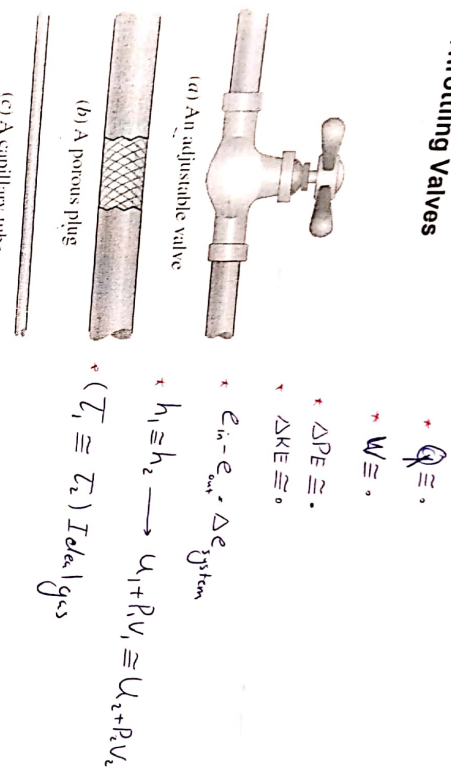 Throttling Valves
(a) An adjustable valve
(b) A porous plug
(c) A capillary tube
* Q ≅ 0
* W ≅ 0
* ΔPE ≅ 0
* ΔKE ≅ 0
* e_in - e_out = Δe_system
* h₁ ≅ h₂ → u₁ + P₁V₁ ≅ u₂ + P₂V₂
* (T₁ ≅ T₂) Ideal gas